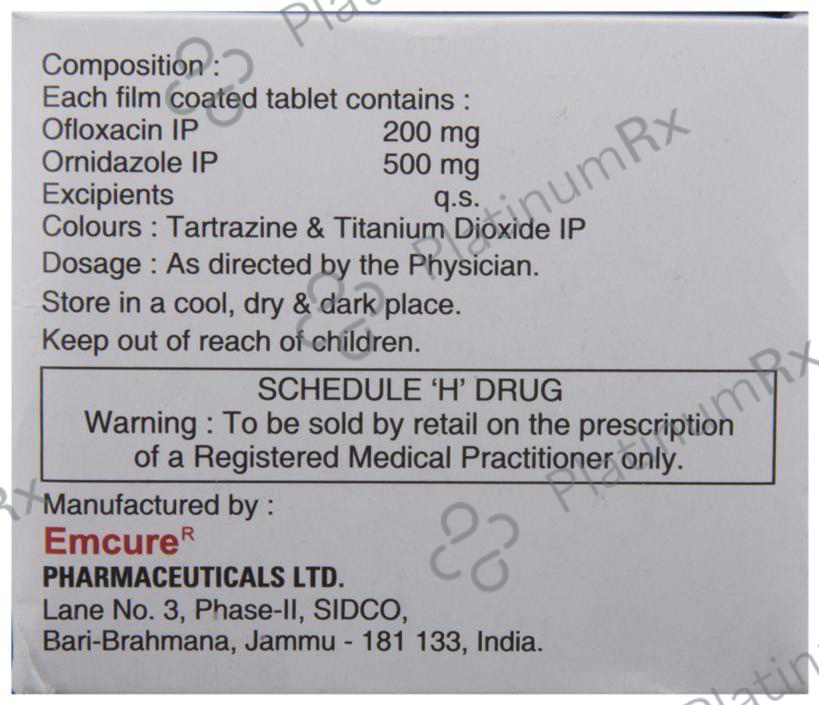 Composition :
Each film coated tablet contains :
Ofloxacin IP 200 mg
Ornidazole IP 500 mg
Excipients q.s.
Colours : Tartrazine & Titanium Dioxide IP
Dosage : As directed by the Physician.
Store in a cool, dry & dark place.
Keep out of reach of children.
SCHEDULE ‘H’ DRUG
Warning : To be sold by retail on the prescription
of a Registered Medical Practitioner only.
Manufactured by :
Emcure R
PHARMACEUTICALS LTD.
Lane No. 3, Phase-II, SIDCO,
Bari-Brahmana, Jammu - 181 133, India.
PlatinumRx
PlatinumRx